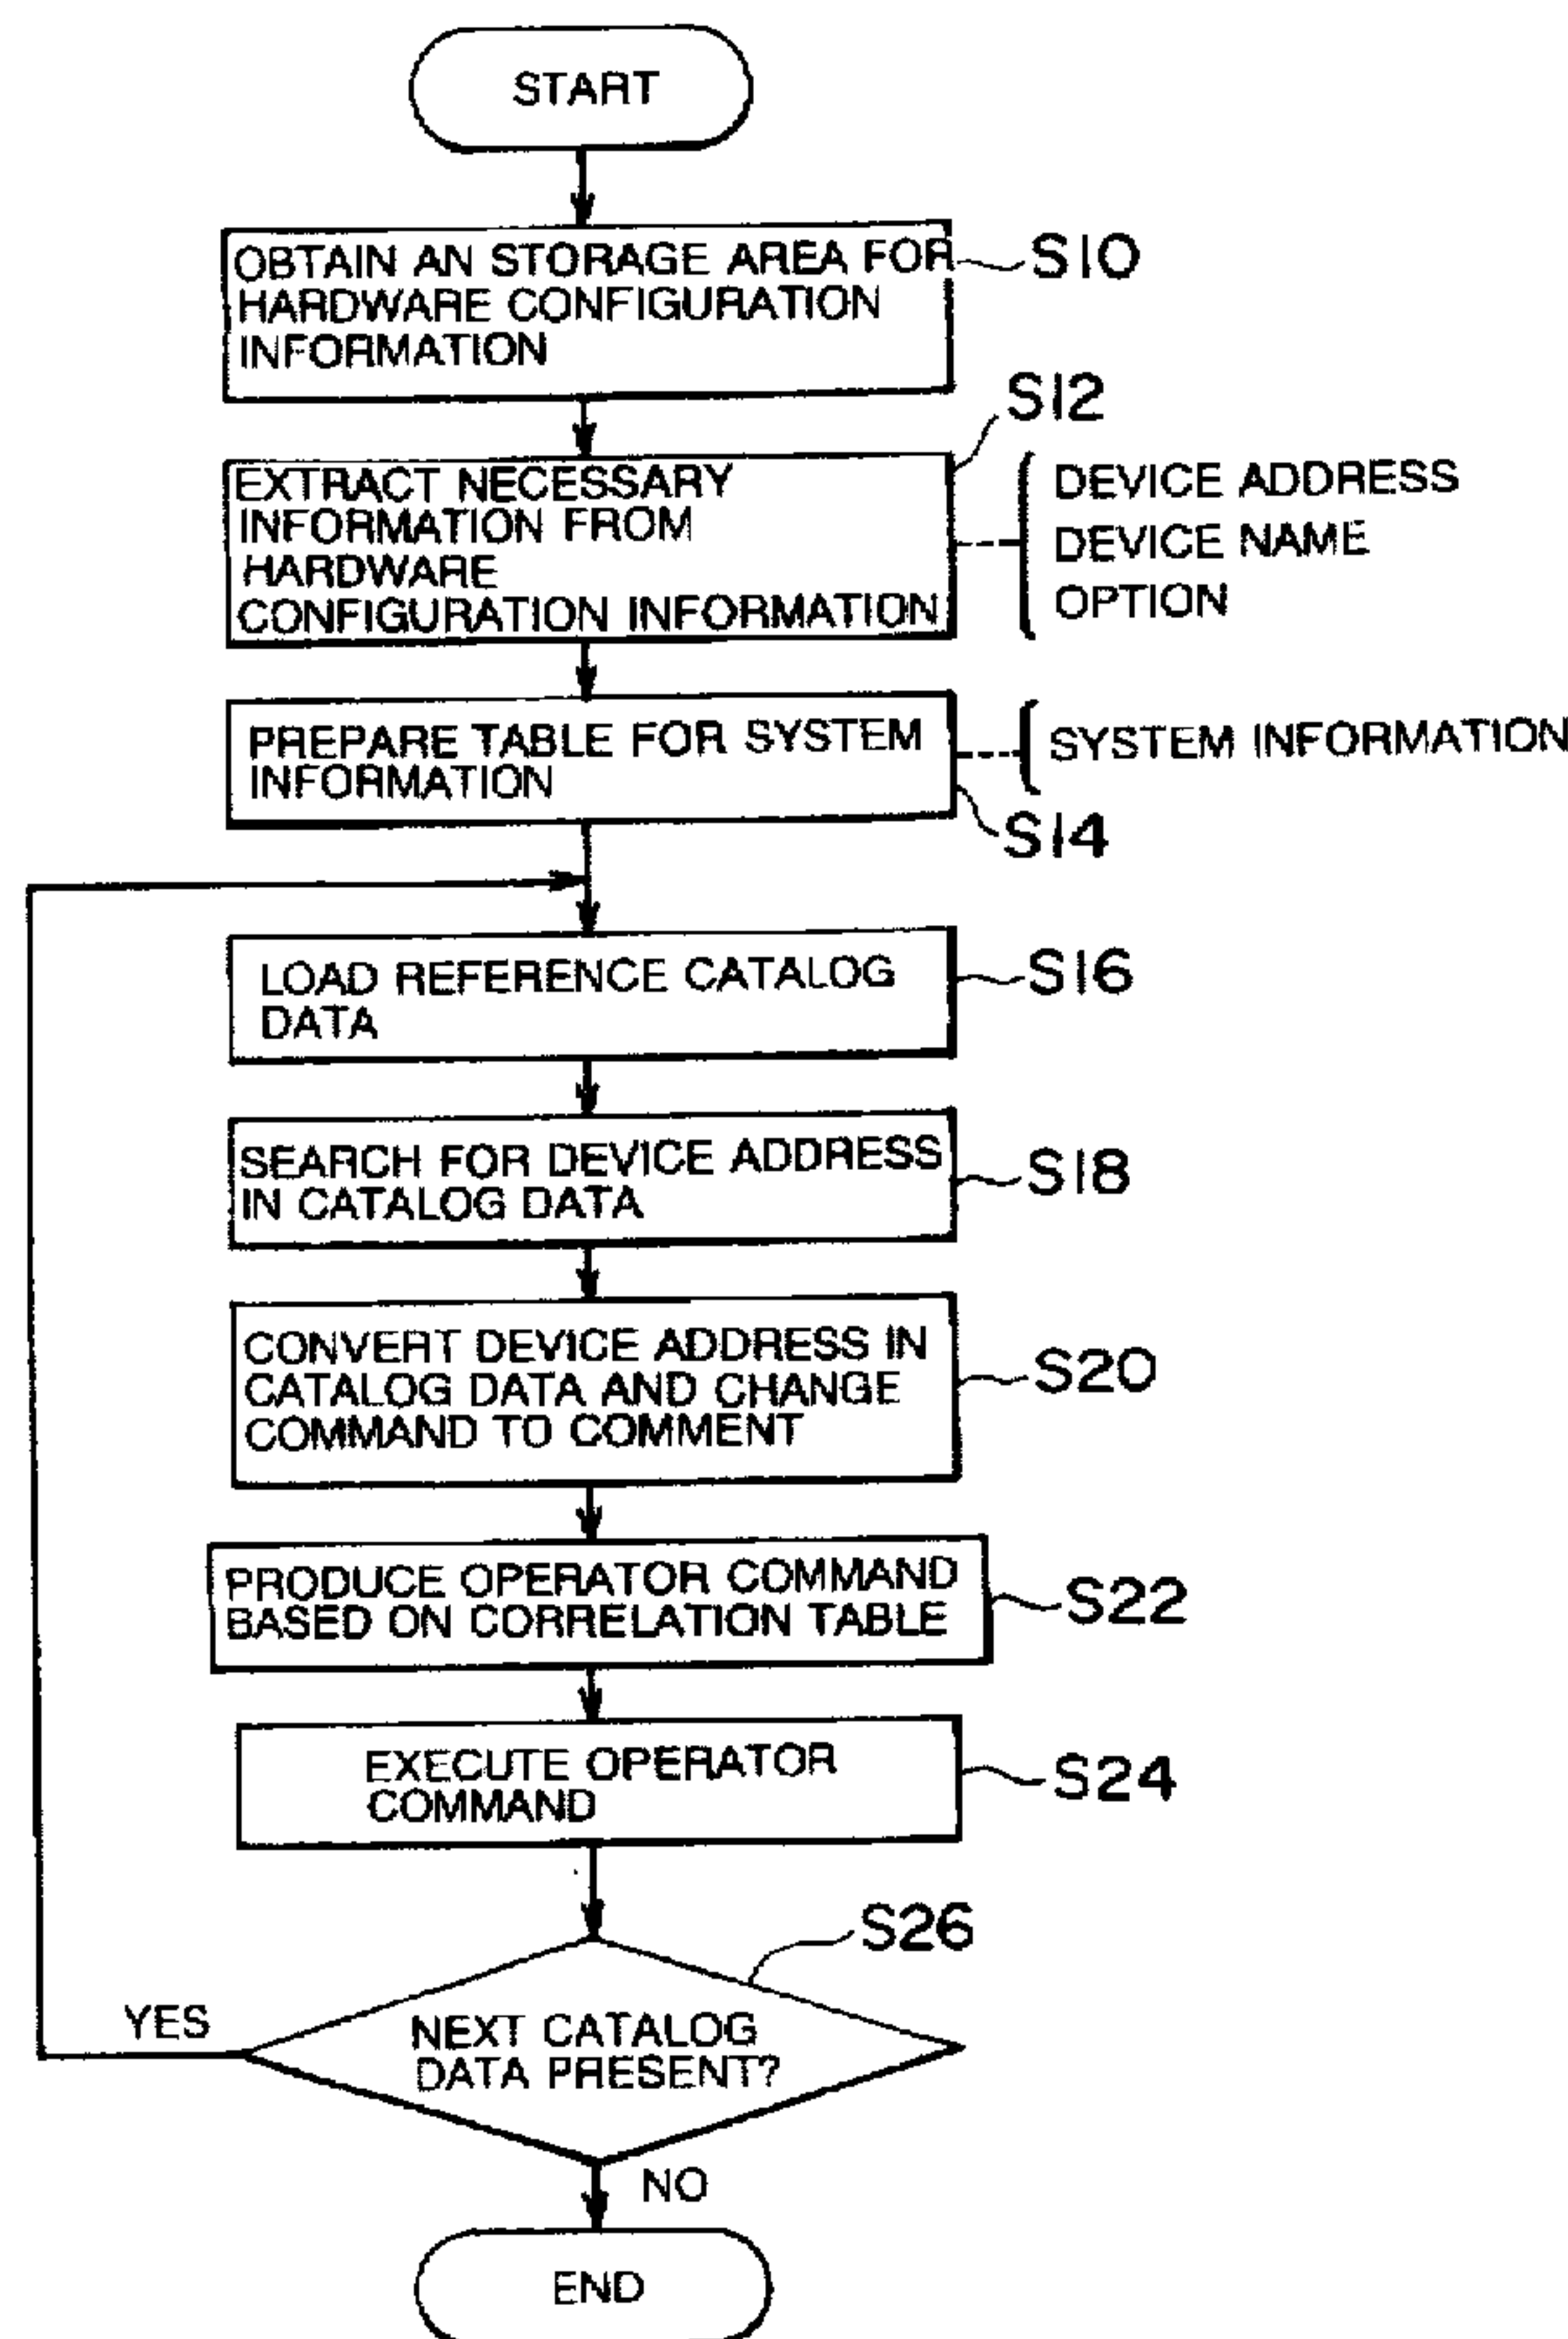 START
OBTAIN AN STORAGE AREA FOR
HARDWARE CONFIGURATION
INFORMATION
S10
S12
EXTRACT NECESSARY
INFORMATION FROM
HARDWARE
CONFIGURATION INFORMATION
DEVICE ADDRESS
DEVICE NAME
OPTION
PREPARE TABLE FOR SYSTEM
INFORMATION
SYSTEM INFORMATION
S14
LOAD REFERENCE CATALOG
DATA
S16
SEARCH FOR DEVICE ADDRESS
IN CATALOG DATA
S18
CONVERT DEVICE ADDRESS IN
CATALOG DATA AND CHANGE
COMMAND TO COMMENT
S20
PRODUCE OPERATOR COMMAND
BASED ON CORRELATION TABLE
S22
EXECUTE OPERATOR
COMMAND
S24
S26
NEXT CATALOG
DATA PRESENT?
YES
NO
END